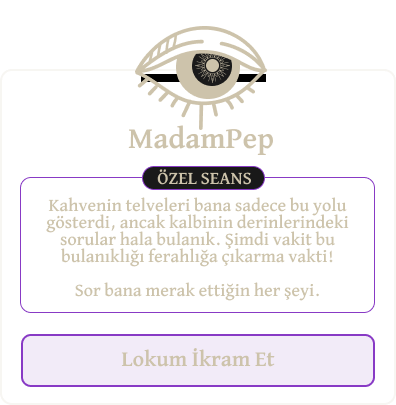 MadamPep
ÖZEL SEANS
Kahvenin telveleri bana sadece bu yolu
gösterdi, ancak kalbinin derinlerindeki
sorular hala bulanık. Şimdi vakit bu
bulanıklığı ferahlığa çıkarma vakti!
Sor bana merak ettiğin her şeyi.
Lokum İkram Et